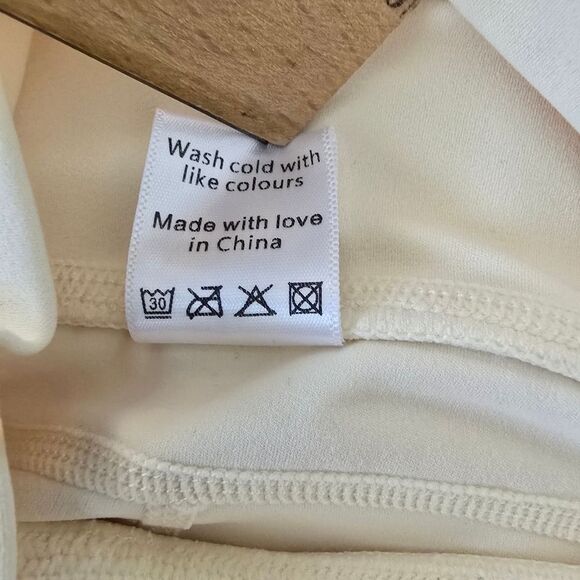 Wash cold with
like colours
Made with love
in China
30